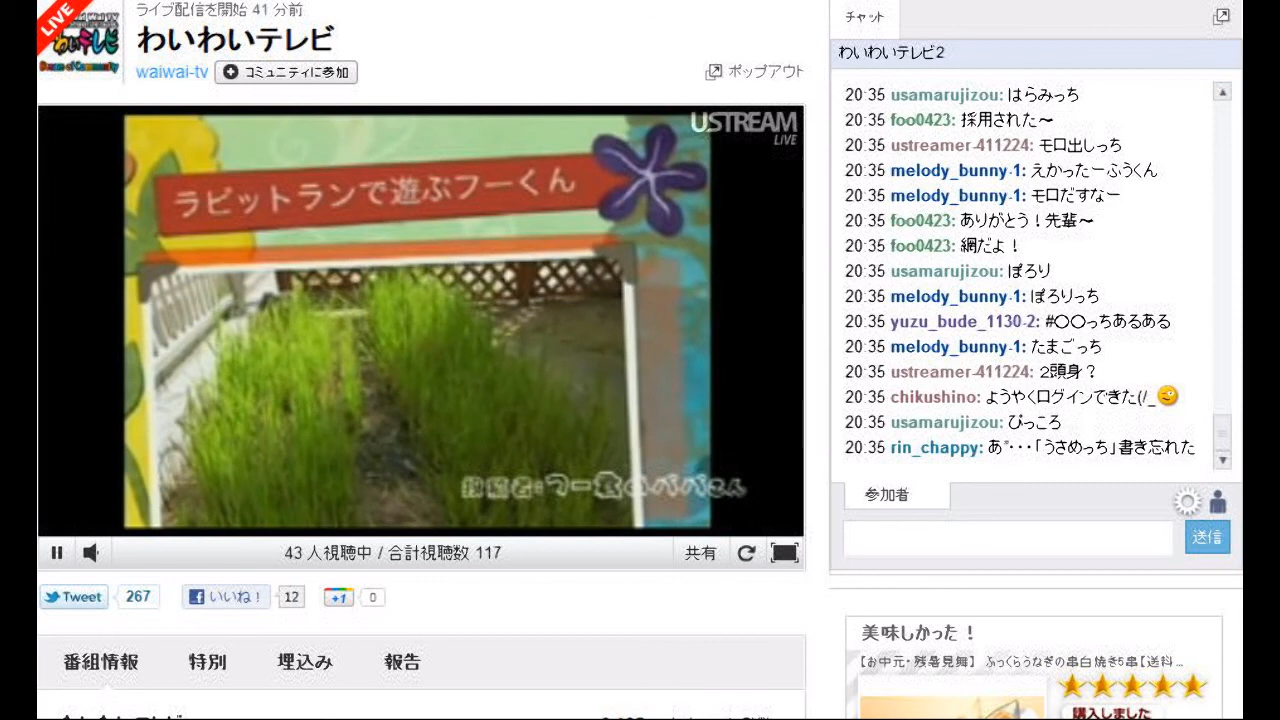 LIVE
ライブ配信を開始 41 分前
わいわいテレビ
waiwai-tv
コミュニティに参加
ポップアウト
USTREAM
LIVE
ラビットランで遊ぶフーくん
43 人視聴中 / 合計視聴数 117
共有
Tweet 267
いいね！ 12
+1 0
番組情報 特別 埋込み 報告
チャット
わいわいテレビ2
20:35 usamarujizou: はらみっち
20:35 foo0423: 採用された～
20:35 ustreamer-411224: モロ出しっち
20:35 melody_bunny-1: えかったーふうくん
20:35 melody_bunny-1: モロだすなー
20:35 foo0423: ありがとう！先輩～
20:35 foo0423: 網だよ！
20:35 usamarujizou: ぽろり
20:35 melody_bunny-1: ぽろりっち
20:35 yuzu_bude_1130-2: #〇〇っちあるある
20:35 melody_bunny-1: たまごっち
20:35 ustreamer-411224: 2頭身？
20:35 chikushino: ようやくログインできた(/_
20:35 usamarujizou: ぴっころ
20:35 rin_chappy: あ゛･･･「うさめっち」書き忘れた
参加者
送信
美味しかった！
【お中元・残暑見舞】 ふっくらうなぎの串白焼き5串【送料...
購入しました